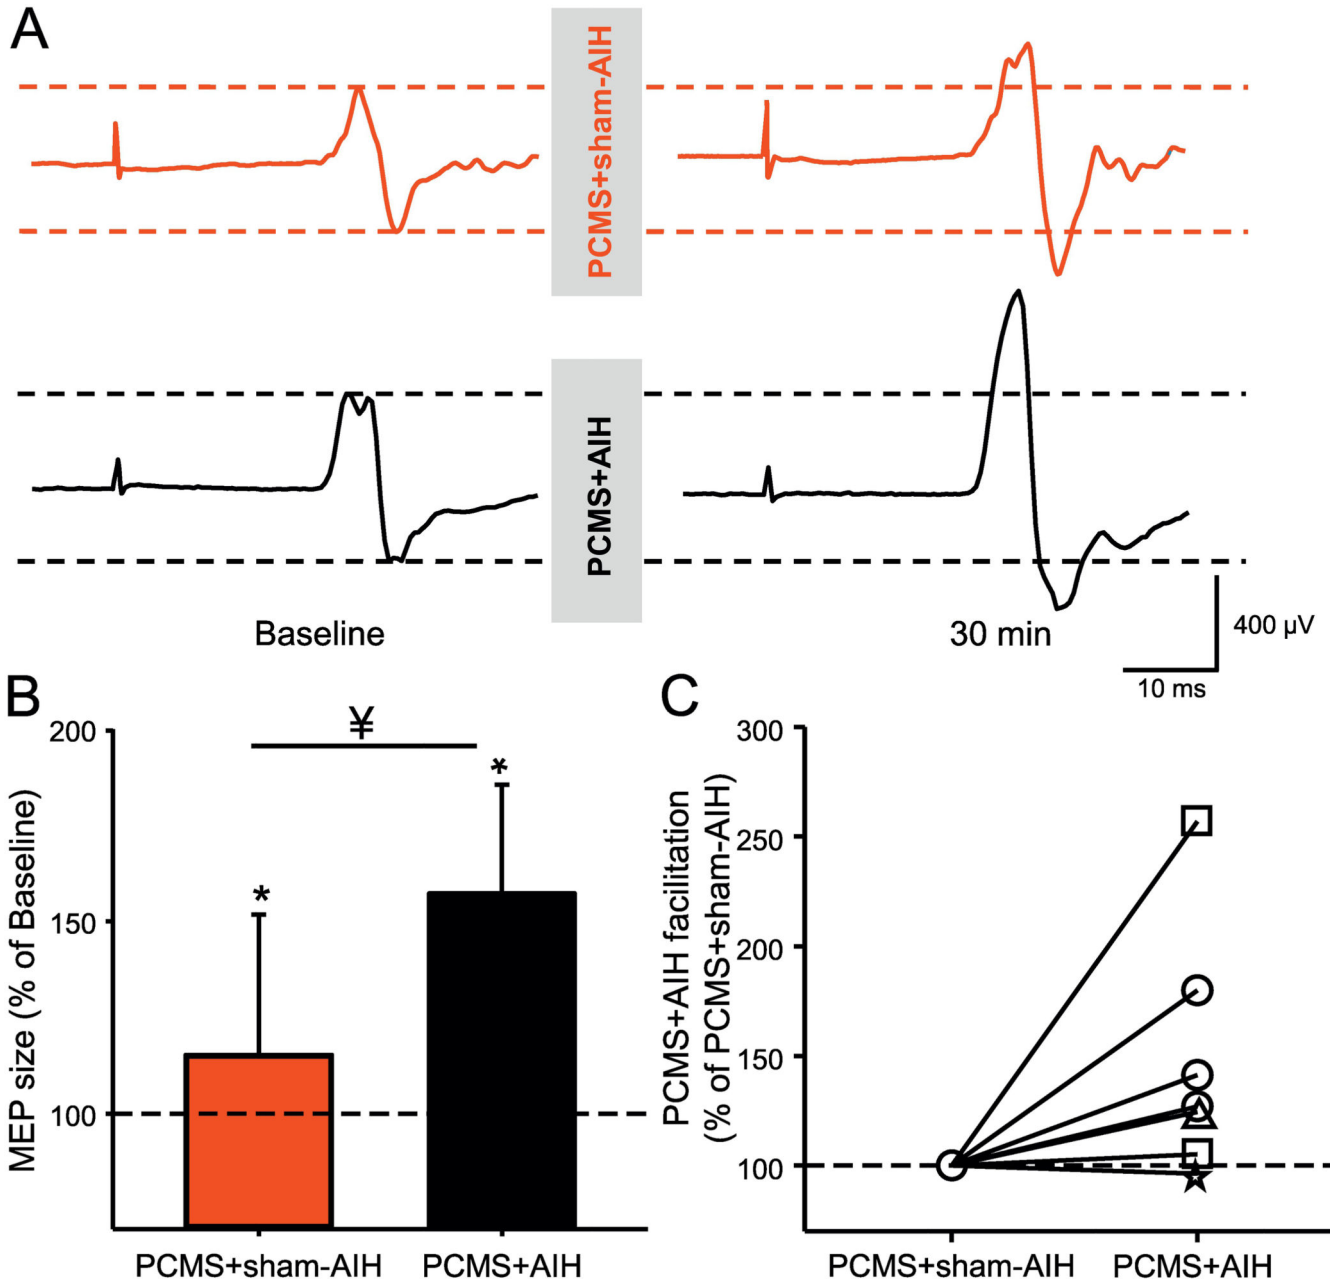 A
PCMS+sham-AIH
PCMS+AIH
Baseline
30 min
400 µV
10 ms
B
MEP size (% of Baseline)
200
150
100
¥
*
*
PCMS+sham-AIH
PCMS+AIH
C
PCMS+AIH facilitation
(% of PCMS+sham-AIH)
300
250
200
150
100
PCMS+sham-AIH
PCMS+AIH